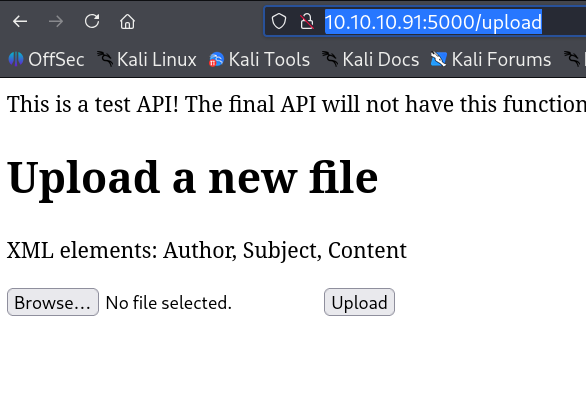 10.10.10.91:5000/upload
OffSec Kali Linux Kali Tools Kali Docs Kali Forums
This is a test API! The final API will not have this function
Upload a new file
XML elements: Author, Subject, Content
Browse... No file selected. Upload